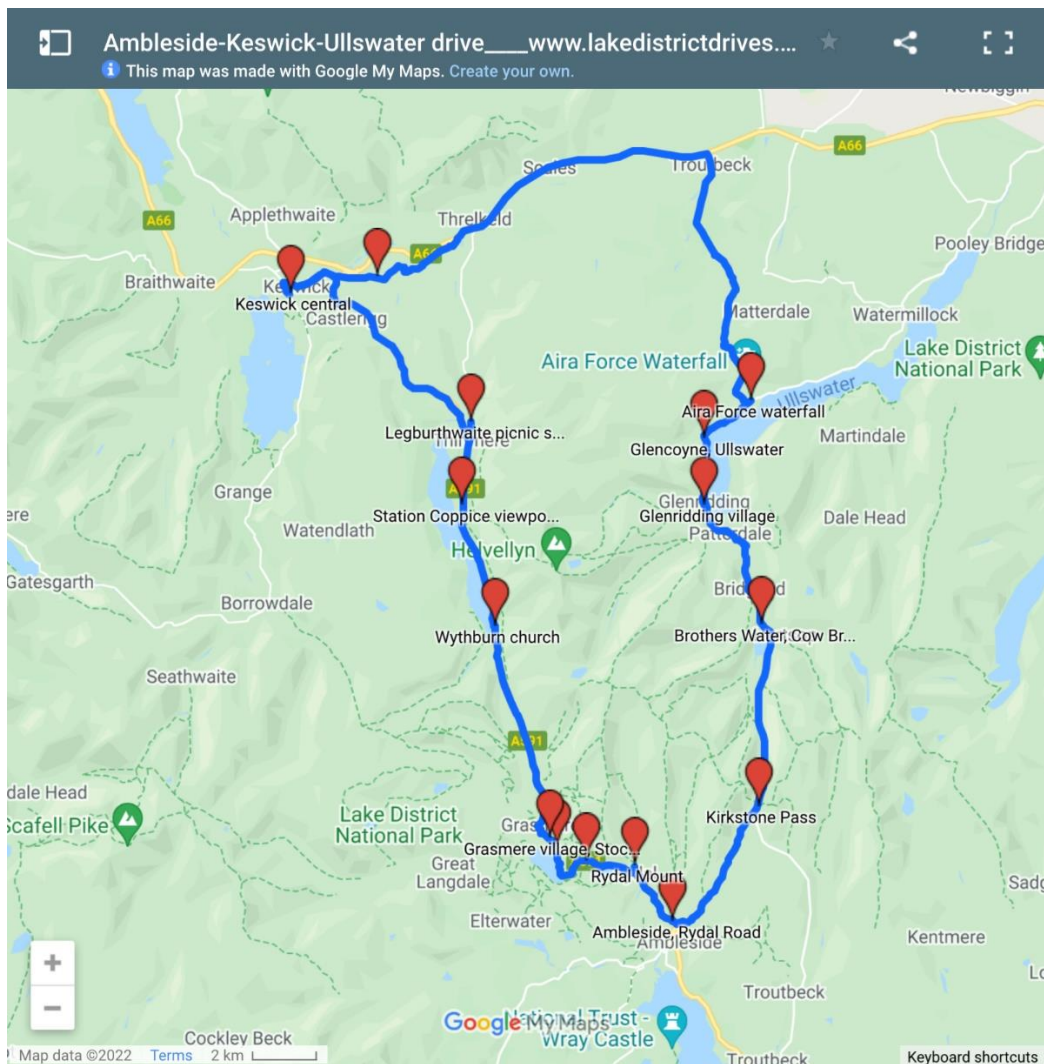 Ambleside-Keswick-Ullswater drive____www.lakedistrictdrives....
This map was made with Google My Maps. Create your own.
A66
Troutbeck
Applethwaite
A66
Threlkeld
Pooley Bridge
Braithwaite
Keswick central
Castlerigg
Matterdale
Watermillock
Aira Force Waterfall
Lake District
National Park
Ullswater
Aira Force waterfall
Legburthwaite picnic s...
Martindale
Glencoyne, Ullswater
Grange
Station Coppice viewpo...
Glenridding
Glenridding village
Patterdale
Dale Head
Watendlath
Helvellyn
Gatesgarth
Borrowdale
Brothers Water, Cow Br...
Wythburn church
Seathwaite
A591
dale Head
Scafell Pike
Lake District
National Park
Kirkstone Pass
Grasmere village, Stoc...
Great
Langdale
Rydal Mount
Elterwater
Ambleside, Rydal Road
Ambleside
Kentmere
Troutbeck
Google My Maps
National Trust -
Wray Castle
Cockley Beck
Troutbeck
Map data ©2022 Terms 2 km
Keyboard shortcuts